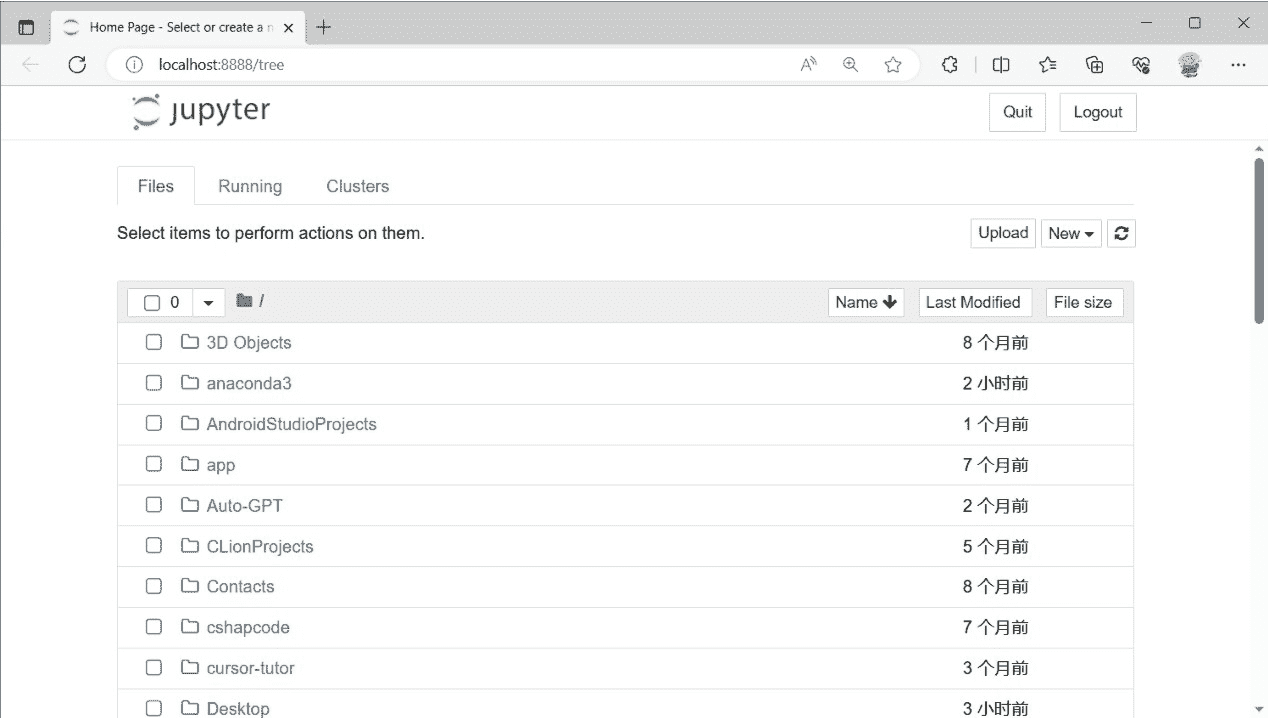 Home Page - Select or create a n
localhost:8888/tree
jupyter
Quit Logout
Files Running Clusters
Select items to perform actions on them.
Upload New
0 / Name Last Modified File size
3D Objects 8 个月前
anaconda3 2 小时前
AndroidStudioProjects 1 个月前
app 7 个月前
Auto-GPT 2 个月前
CLionProjects 5 个月前
Contacts 8 个月前
cshapcode 7 个月前
cursor-tutor 3 个月前
Desktop 3 小时前